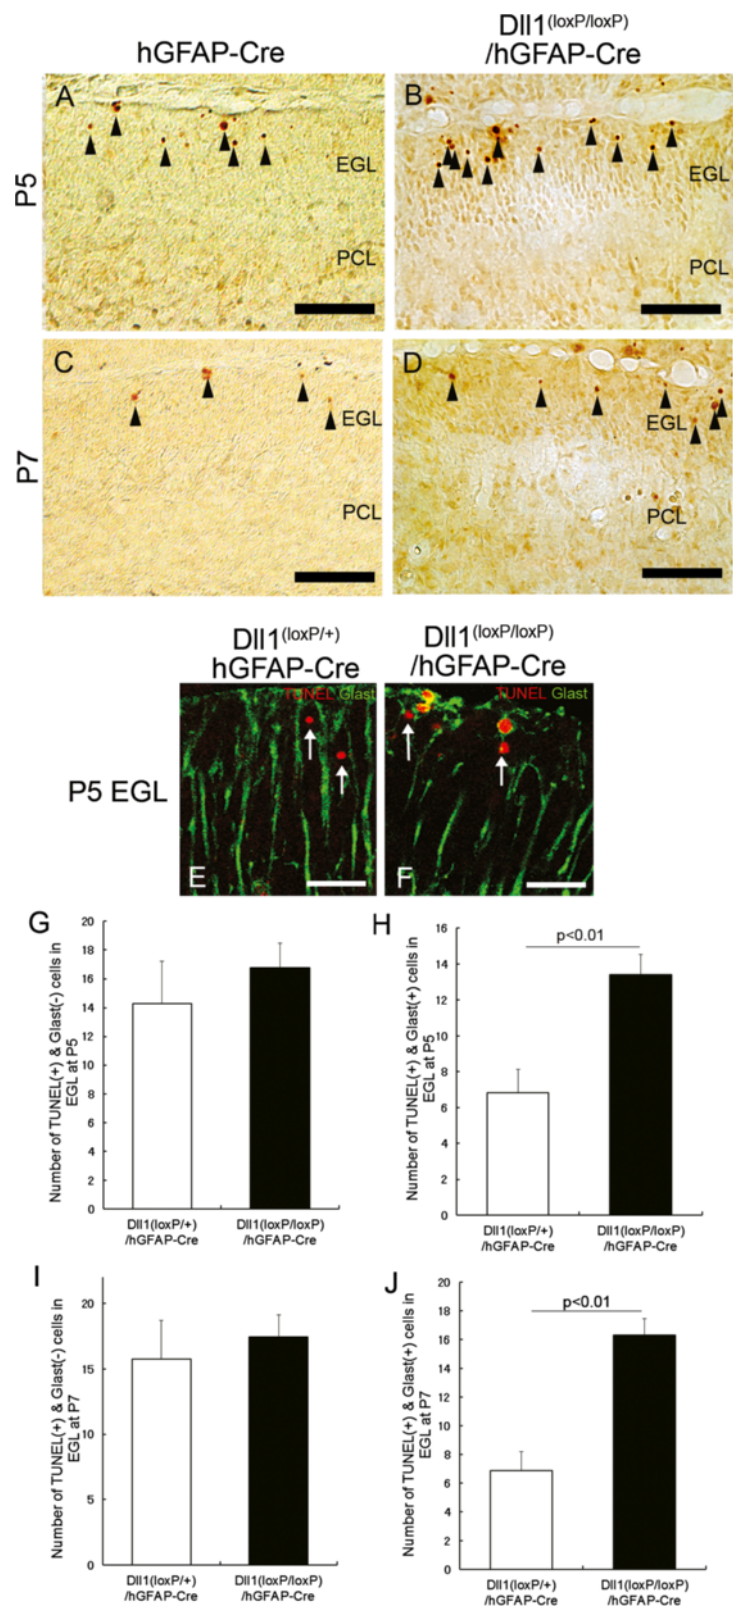 hGFAP-Cre
Dll1(loxP/loxP)
/hGFAP-Cre
P5
A
EGL
PCL
B
EGL
PCL
P7
C
EGL
PCL
D
EGL
PCL
Dll1(loxP/+)
hGFAP-Cre
Dll1(loxP/loxP)
/hGFAP-Cre
P5 EGL
TUNEL Glast
E
TUNEL Glast
F
G
Number of TUNEL(+) & Glast(-) cells in
EGL at P5
20
18
16
14
12
10
8
6
4
2
0
Dll1(loxP/+)
/hGFAP-Cre
Dll1(loxP/loxP)
/hGFAP-Cre
H
Number of TUNEL(+) & Glast(+) cells in
EGL at P5
16
14
12
10
8
6
4
2
0
p<0.01
Dll1(loxP/+)
/hGFAP-Cre
Dll1(loxP/loxP)
/hGFAP-Cre
I
Number of TUNEL(+) & Glast(-) cells in
EGL at P7
20
15
10
5
0
Dll1(loxP/+)
/hGFAP-Cre
Dll1(loxP/loxP)
/hGFAP-Cre
J
Number of TUNEL(+) & Glast(+) cells in
EGL at P7
18
16
14
12
10
8
6
4
2
0
p<0.01
Dll1(loxP/+)
/hGFAP-Cre
Dll1(loxP/loxP)
/hGFAP-Cre